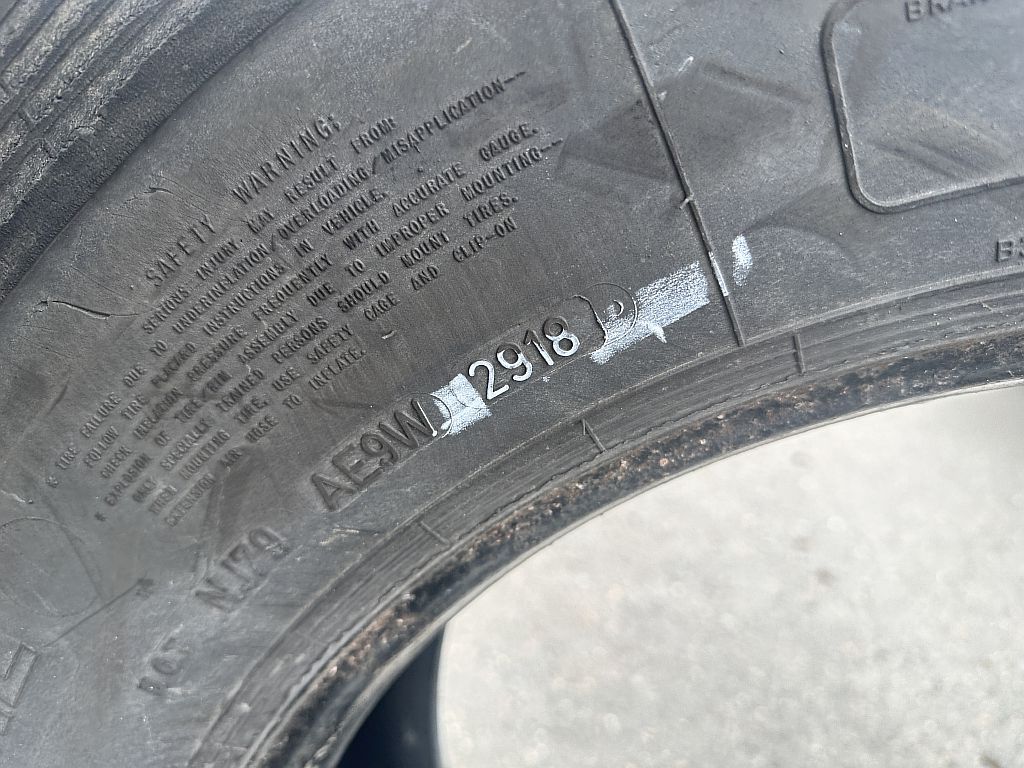 SAFETY WARNING:
SERIOUS INJURY MAY RESULT FROM:
* TIRE FAILURE DUE TO UNDERINFLATION/OVERLOADING/MISAPPLICATION--
FOLLOW TIRE PLACARD INSTRUCTIONS IN VEHICLE.
CHECK INFLATION PRESSURE FREQUENTLY WITH ACCURATE GAUGE.
* EXPLOSION OF TIRE/RIM ASSEMBLY DUE TO IMPROPER MOUNTING--
ONLY SPECIALLY TRAINED PERSONS SHOULD MOUNT TIRES.
WHEN MOUNTING TIRE, USE SAFETY CAGE AND CLIP-ON
EXTENSION AIR HOSE TO INFLATE.
DOT NJ79 AE9W 2918